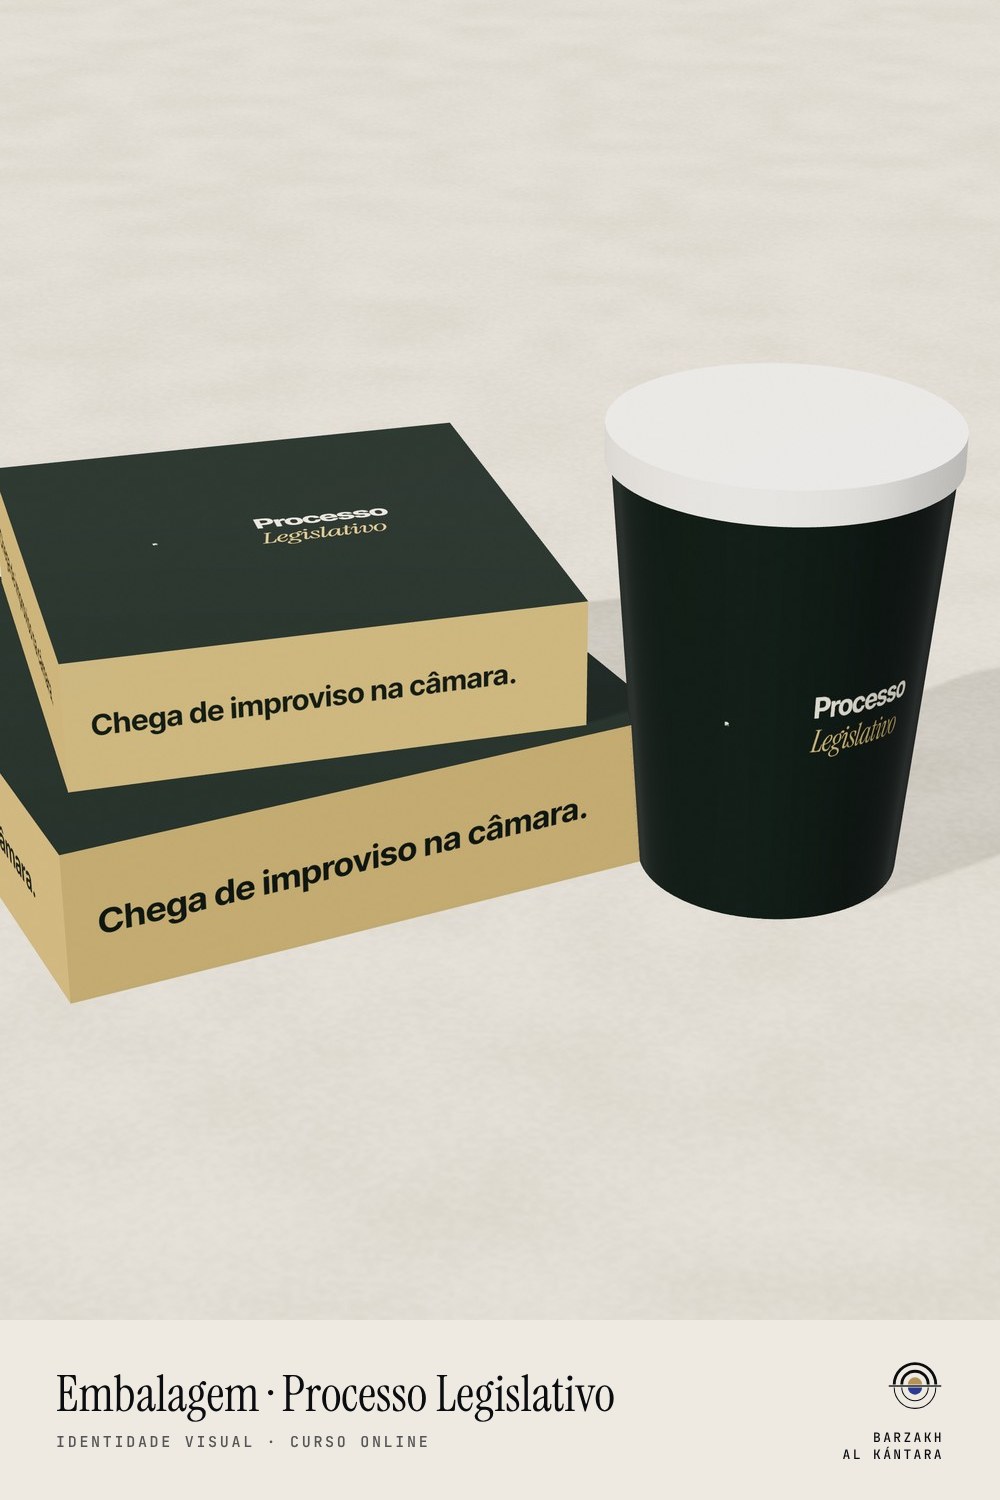 Processo
Legislativo
Chega de improviso na câmara.
Chega de improviso na câmara.
âmara.
Processo
Legislativo
Embalagem · Processo Legislativo
IDENTIDADE VISUAL · CURSO ONLINE
BARZAKH
AL KÁNTARA